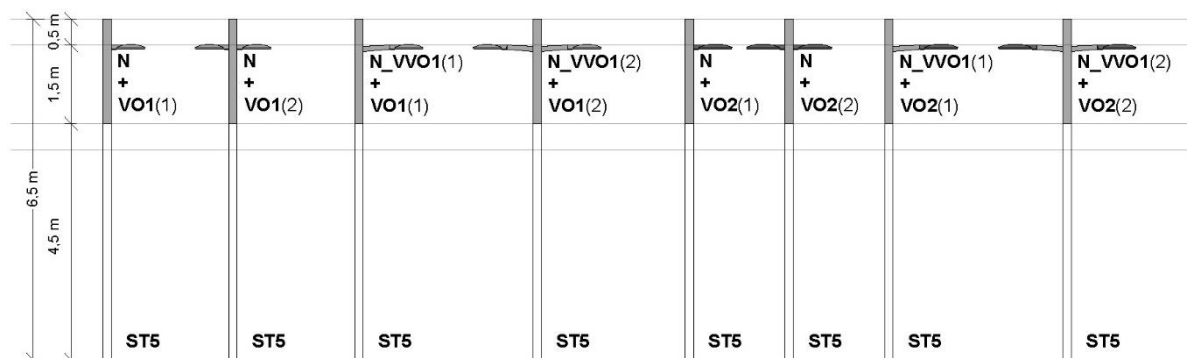 0.5 m
1.5 m
6.5 m
4.5 m
N
+
VO1(1)
N
+
VO1(2)
N_VVO1(1)
+
VO1(1)
N_VVO1(2)
+
VO1(2)
N
+
VO2(1)
N
+
VO2(2)
N_VVO1(1)
+
VO2(1)
N_VVO1(2)
+
VO2(2)
ST5
ST5
ST5
ST5
ST5
ST5
ST5
ST5